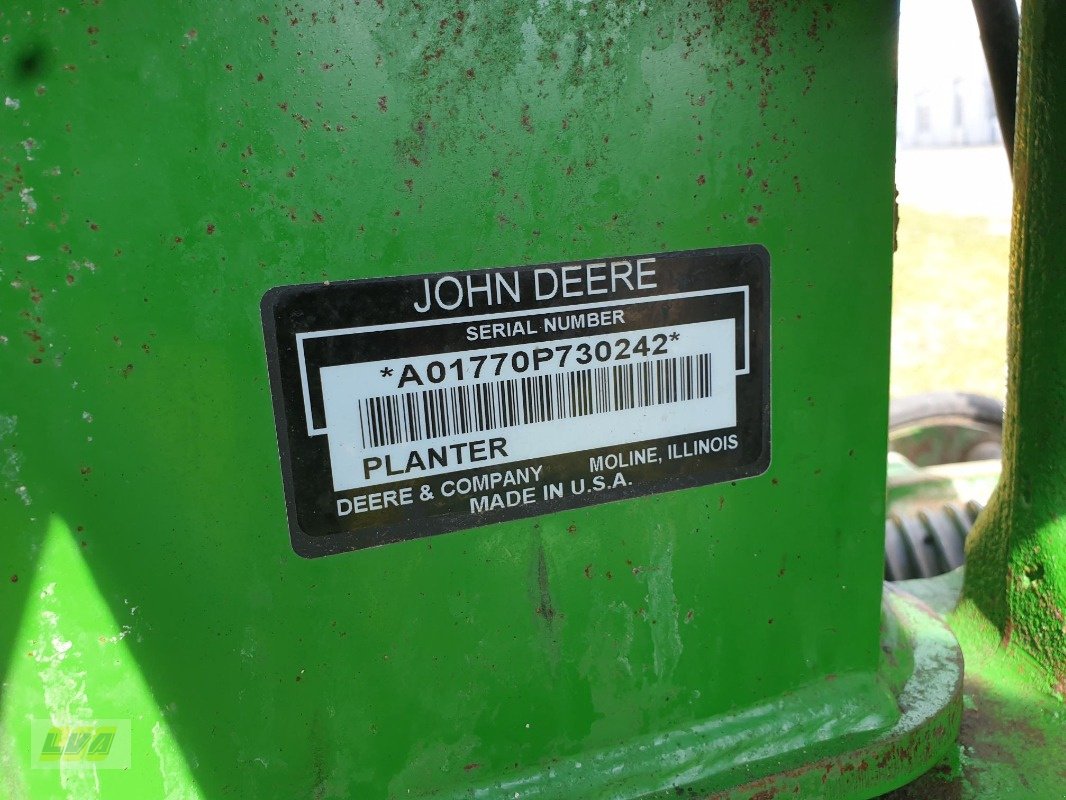 JOHN DEERE
SERIAL NUMBER
*A01770P730242*
PLANTER
DEERE & COMPANY MOLINE, ILLINOIS
MADE IN U.S.A.
LVA